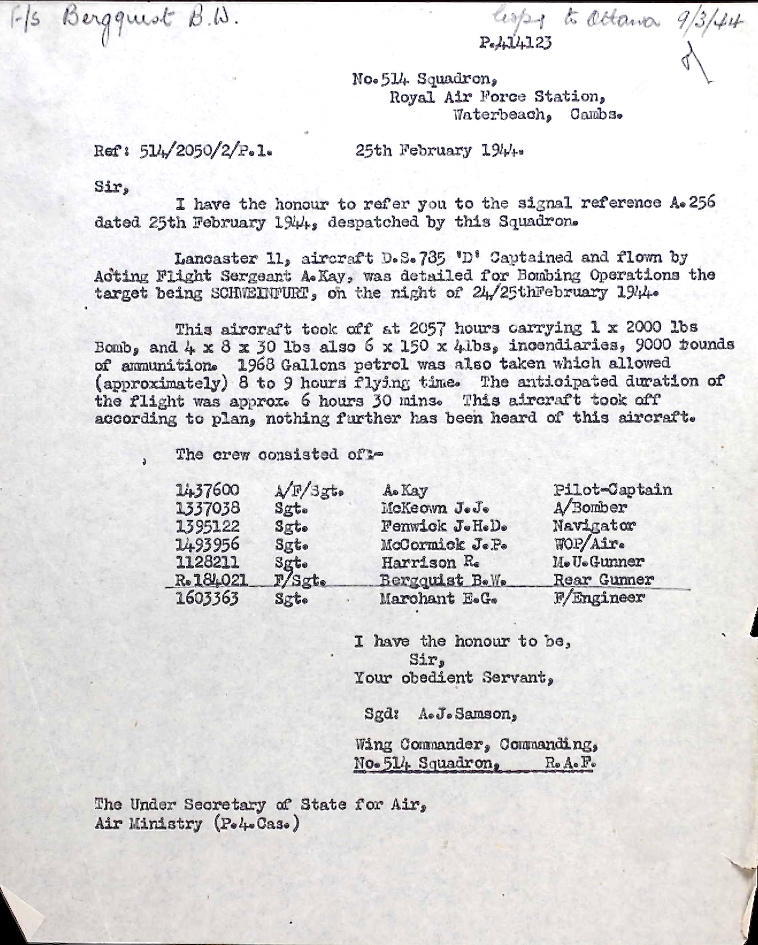 F/S Bergquist B.W.
to Ottawa 9/3/44
P.414123
No.514 Squadron,
Royal Air Force Station,
Waterbeach, Cambs.
Ref: 514/2050/2/P.1.
25th February 1944.
Sir,
I have the honour to refer you to the signal reference A.256
dated 25th February 1944, despatched by this Squadron.
Lancaster 11, aircraft D.S.785 'D' Captained and flown by
Acting Flight Sergeant A.Kay, was detailed for Bombing Operations the
target being SCHWEINFURT, on the night of 24/25thFebruary 1944.
This aircraft took off at 2057 hours carrying 1 x 2000 lbs
Bomb, and 4 x 8 x 30 lbs also 6 x 150 x 4lbs, incendiaries, 9000 rounds
of ammunition. 1968 Gallons petrol was also taken which allowed
(approximately) 8 to 9 hours flying time. The anticipated duration of
the flight was approx. 6 hours 30 mins. This aircraft took off
according to plan, nothing further has been heard of this aircraft.
The crew consisted of:-
1437600 A/F/Sgt. A.Kay Pilot-Captain
1337038 Sgt. McKeown J.J. A/Bomber
1395122 Sgt. Fenwick J.H.D. Navigator
1493956 Sgt. McCormick J.P. WOP/Air.
1128211 Sgt. Harrison R. M.U.Gunner
R.184021 F/Sgt. Bergquist B.W. Rear Gunner
1603363 Sgt. Marchant E.G. F/Engineer
I have the honour to be,
Sir,
Your obedient Servant,
Sgd: A.J.Samson,
Wing Commander, Commanding,
No.514 Squadron, R.A.F.
The Under Secretary of State for Air,
Air Ministry (P.4.Cas.)